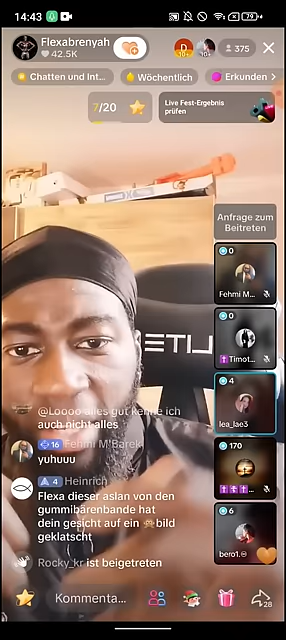 14:43
79
Flexabrenyah
42.5K
375
Chatten und Int...
Wöchentlich
Erkunden
7/20
Live Fest-Ergebnis
prüfen
Anfrage zum
Beitreten
0
Fehmi M...
0
Timot...
4
lea_lae3
170
6
bero1.
ETIL
@Loooo alles gut kenne ich
auch nicht alles
16 Fehmi M'Barek
yuhuuu
4 Heinrich
Flexa dieser aslan von den
gummibärenbande hat
dein gesicht auf ein bild
geklatscht
Rocky_kr ist beigetreten
Kommenta...
28